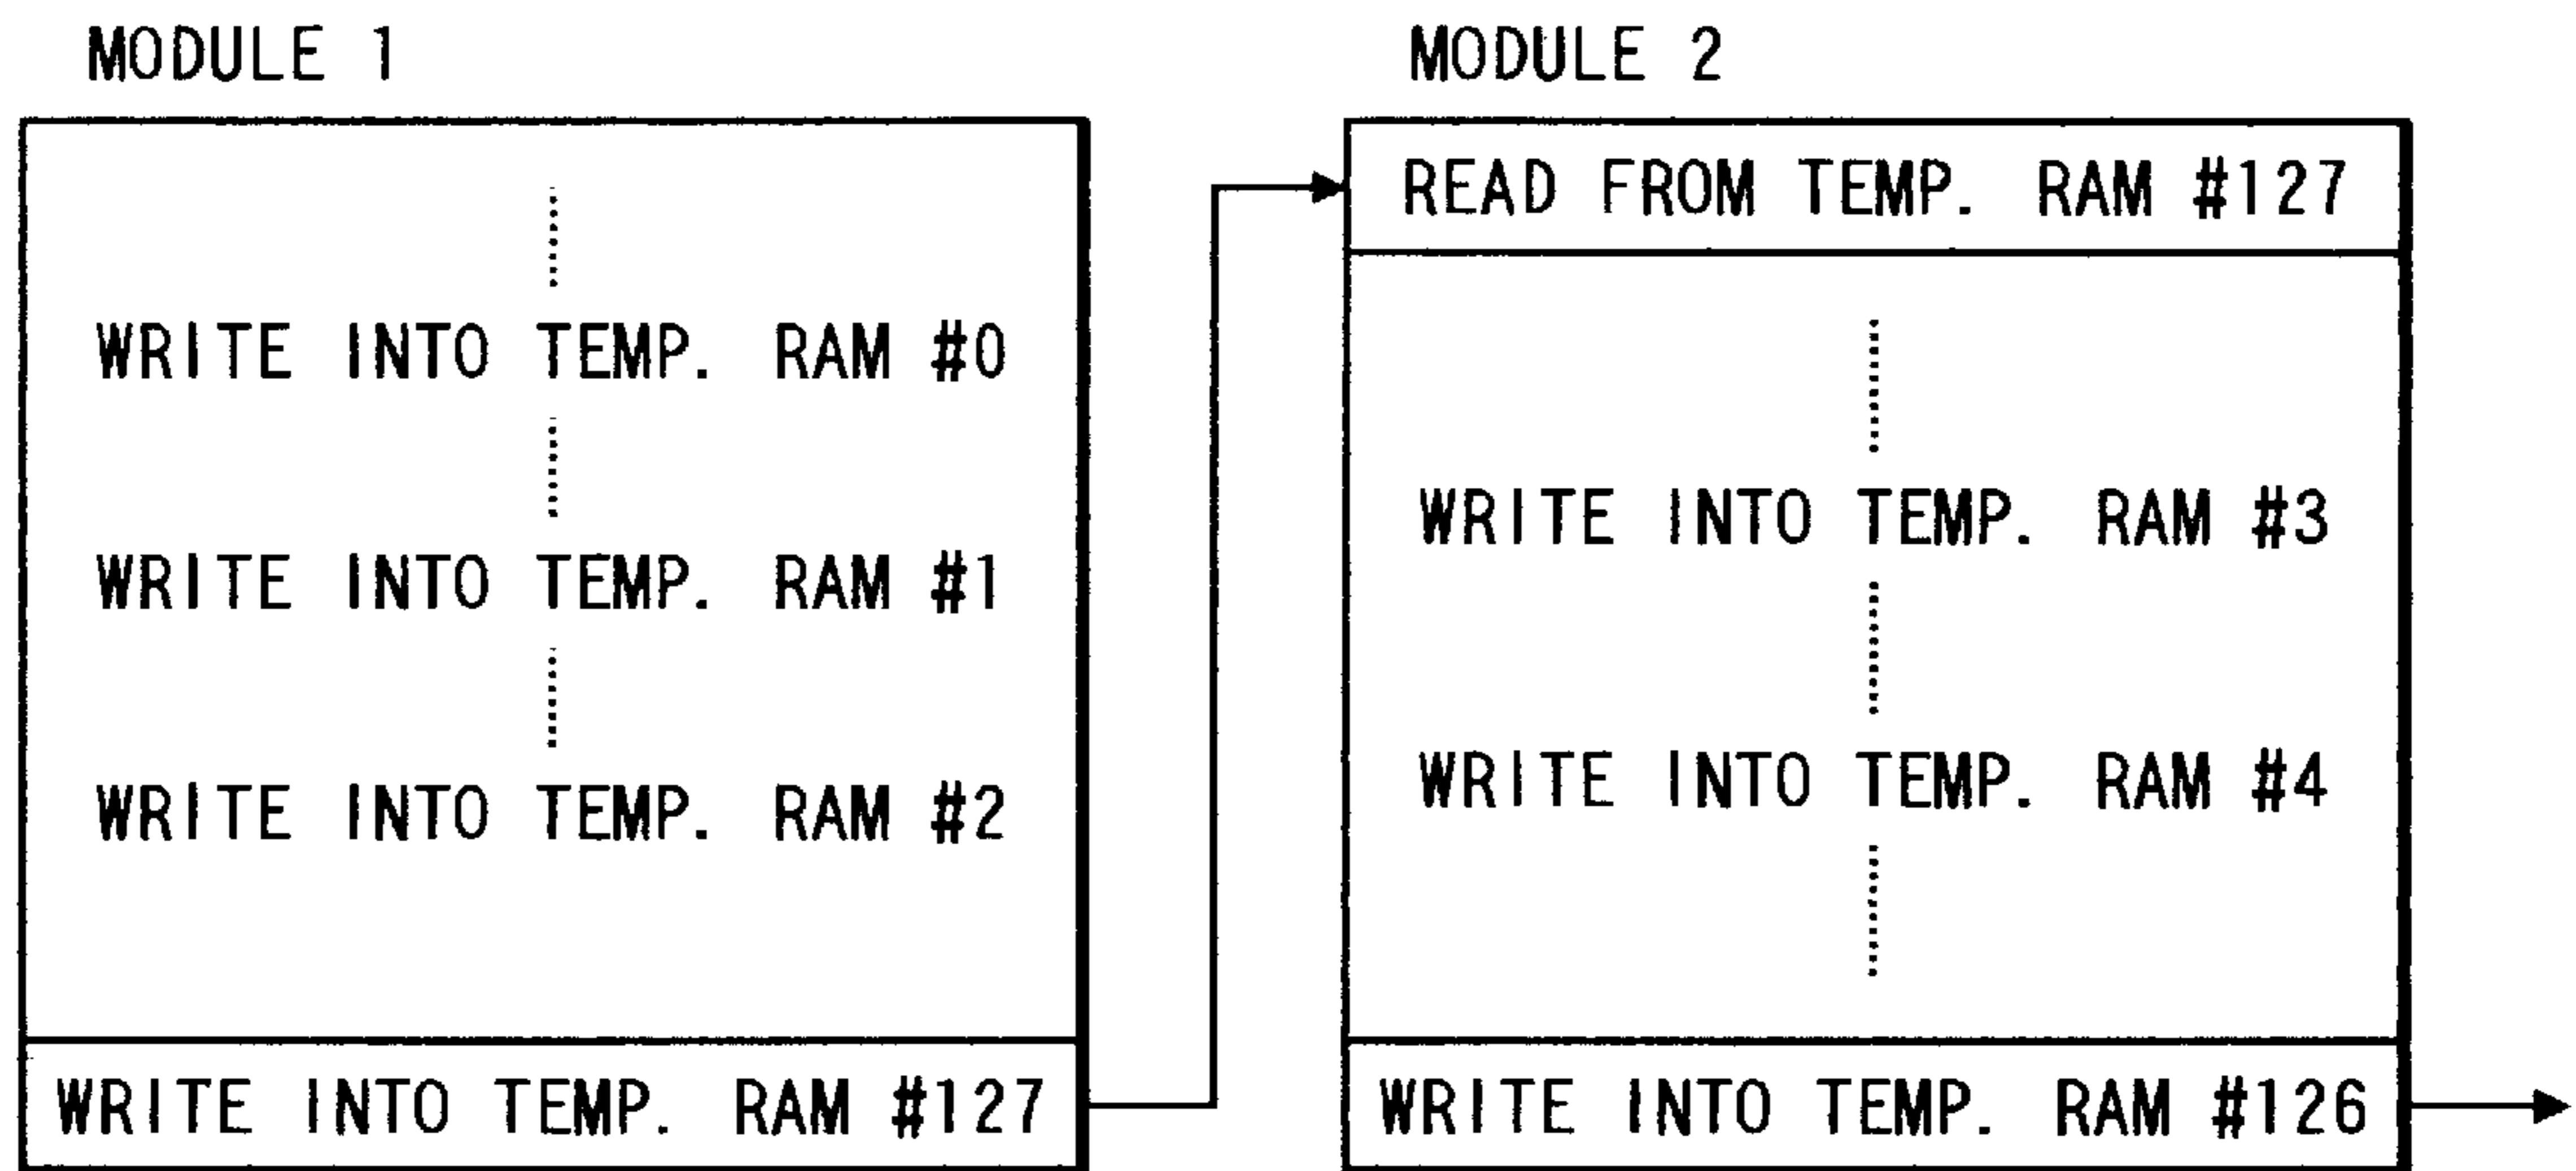 MODULE 1
WRITE INTO TEMP. RAM #0
WRITE INTO TEMP. RAM #1
WRITE INTO TEMP. RAM #2
WRITE INTO TEMP. RAM #127
MODULE 2
READ FROM TEMP. RAM #127
WRITE INTO TEMP. RAM #3
WRITE INTO TEMP. RAM #4
WRITE INTO TEMP. RAM #126